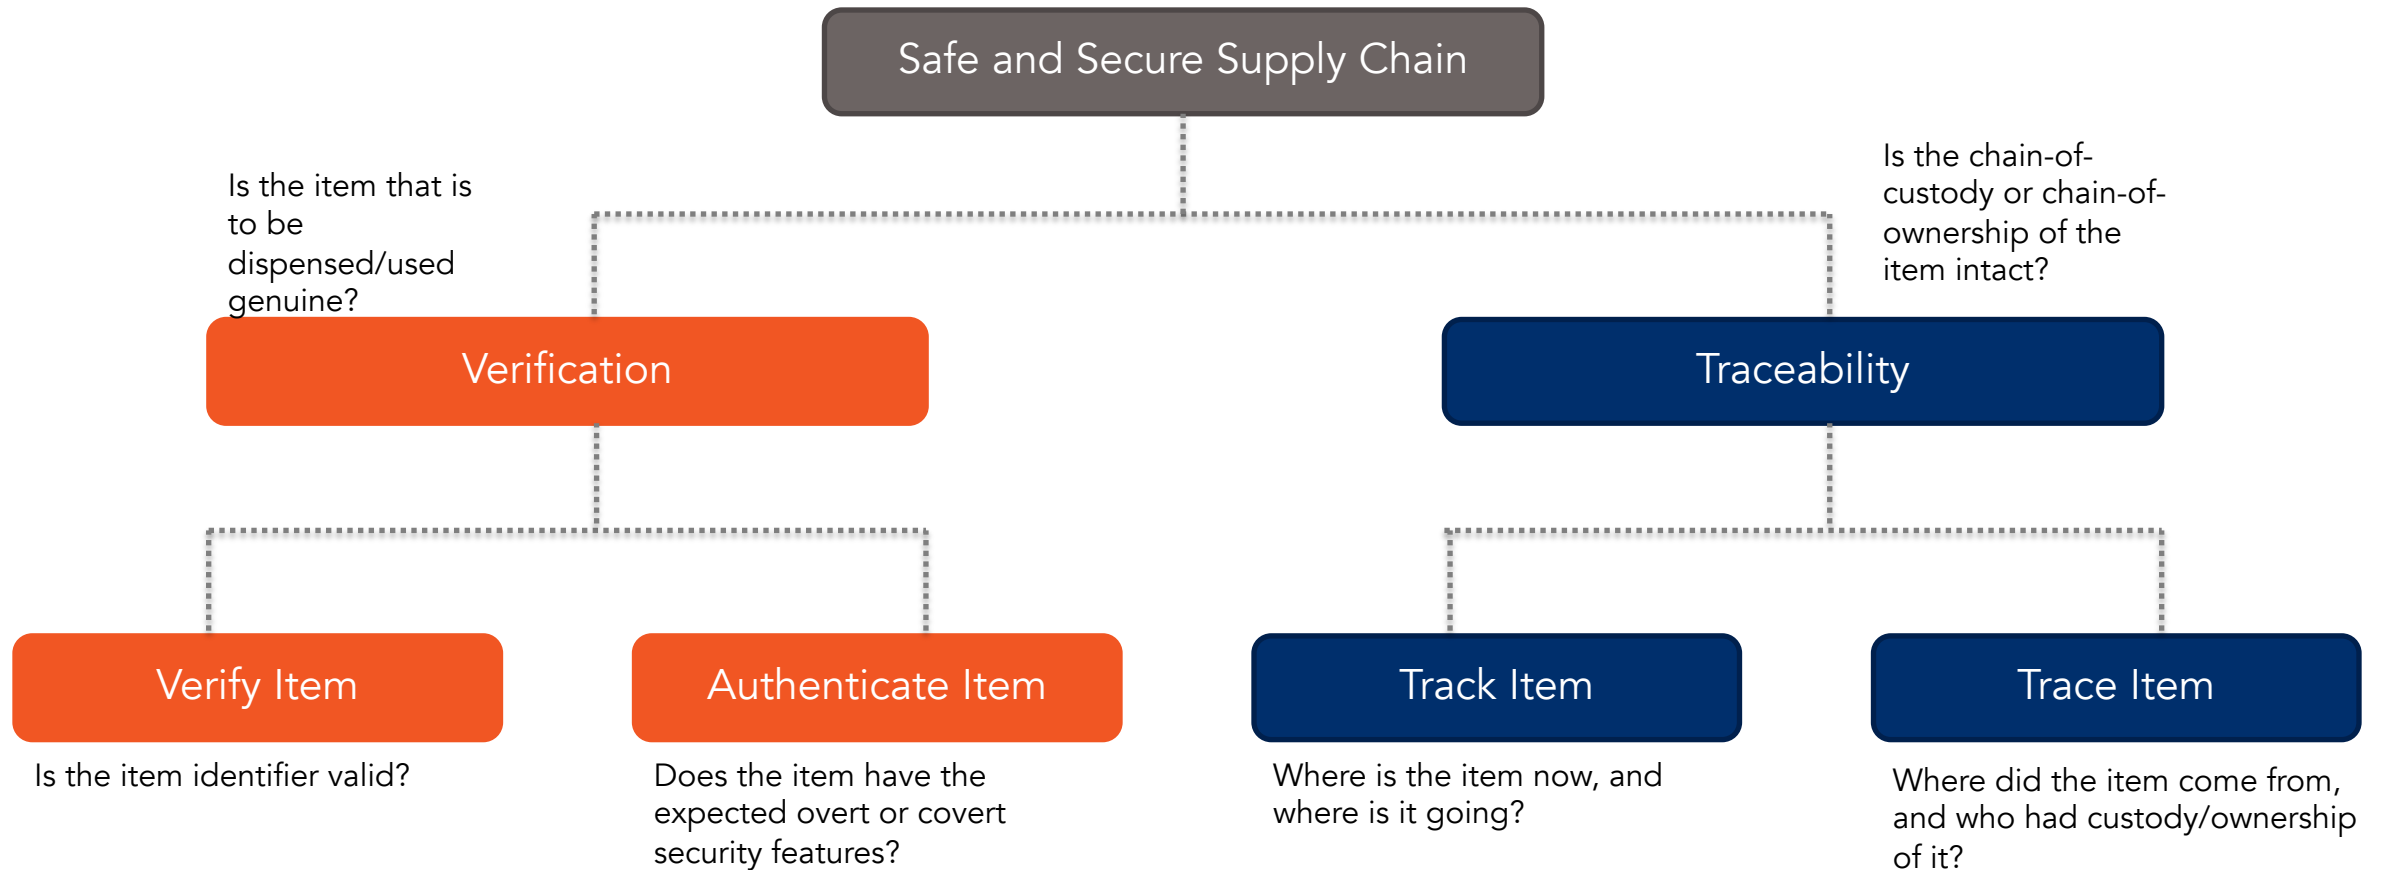 Safe and Secure Supply Chain
Is the item that is
to be
dispensed/used
genuine?
Is the chain-of-
custody or chain-of-
ownership of the
item intact?
Verification
Traceability
Verify Item
Authenticate Item
Track Item
Trace Item
Is the item identifier valid?
Does the item have the
expected overt or covert
security features?
Where is the item now, and
where is it going?
Where did the item come from,
and who had custody/ownership
of it?